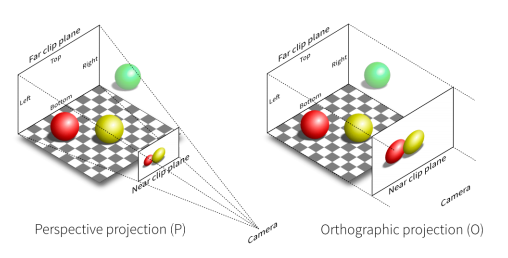 Far clip plane
Top
Right
Left
Bottom
Near clip plane
Camera
Perspective projection (P)
Far clip plane
Top
Right
Left
Bottom
Near clip plane
Camera
Orthographic projection (O)